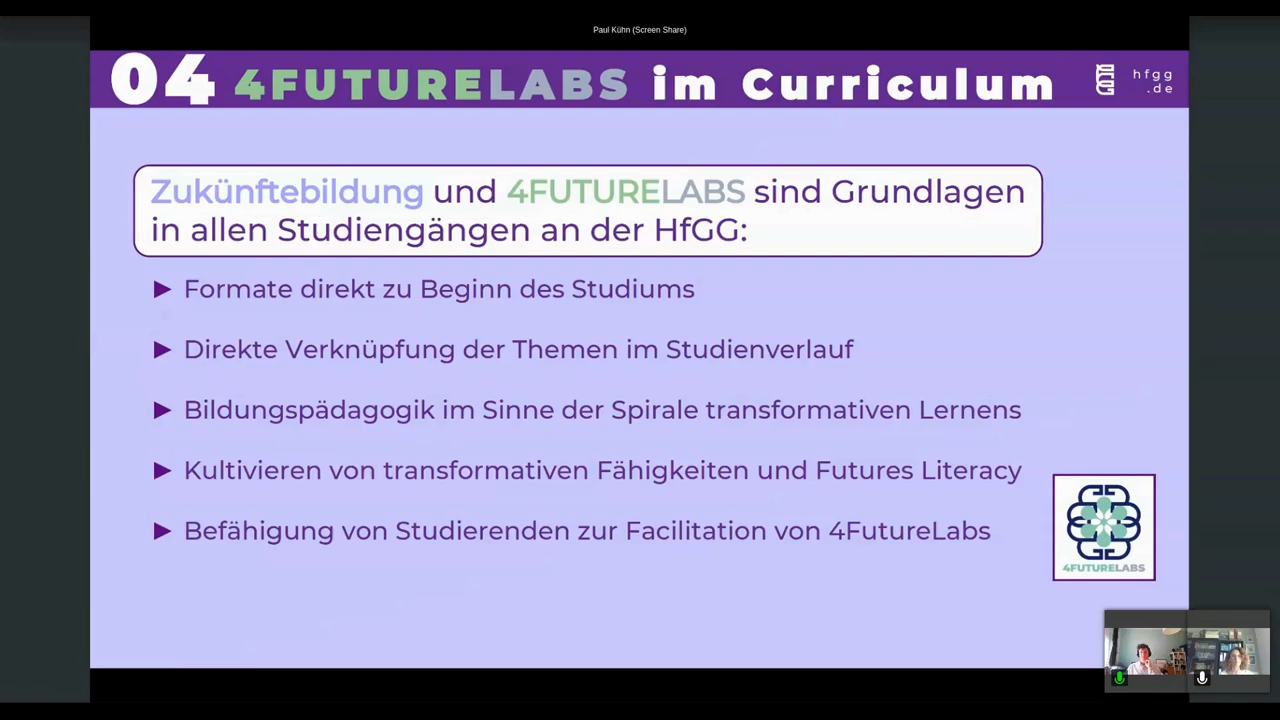 Paul Kühn (Screen Share)
04 4FUTURELABS im Curriculum
hfgg
.de
Zukünftebildung und 4FUTURELABS sind Grundlagen
in allen Studiengängen an der HfGG:
► Formate direkt zu Beginn des Studiums
► Direkte Verknüpfung der Themen im Studienverlauf
► Bildungspädagogik im Sinne der Spirale transformativen Lernens
► Kultivieren von transformativen Fähigkeiten und Futures Literacy
► Befähigung von Studierenden zur Facilitation von 4FutureLabs
4FUTURELABS